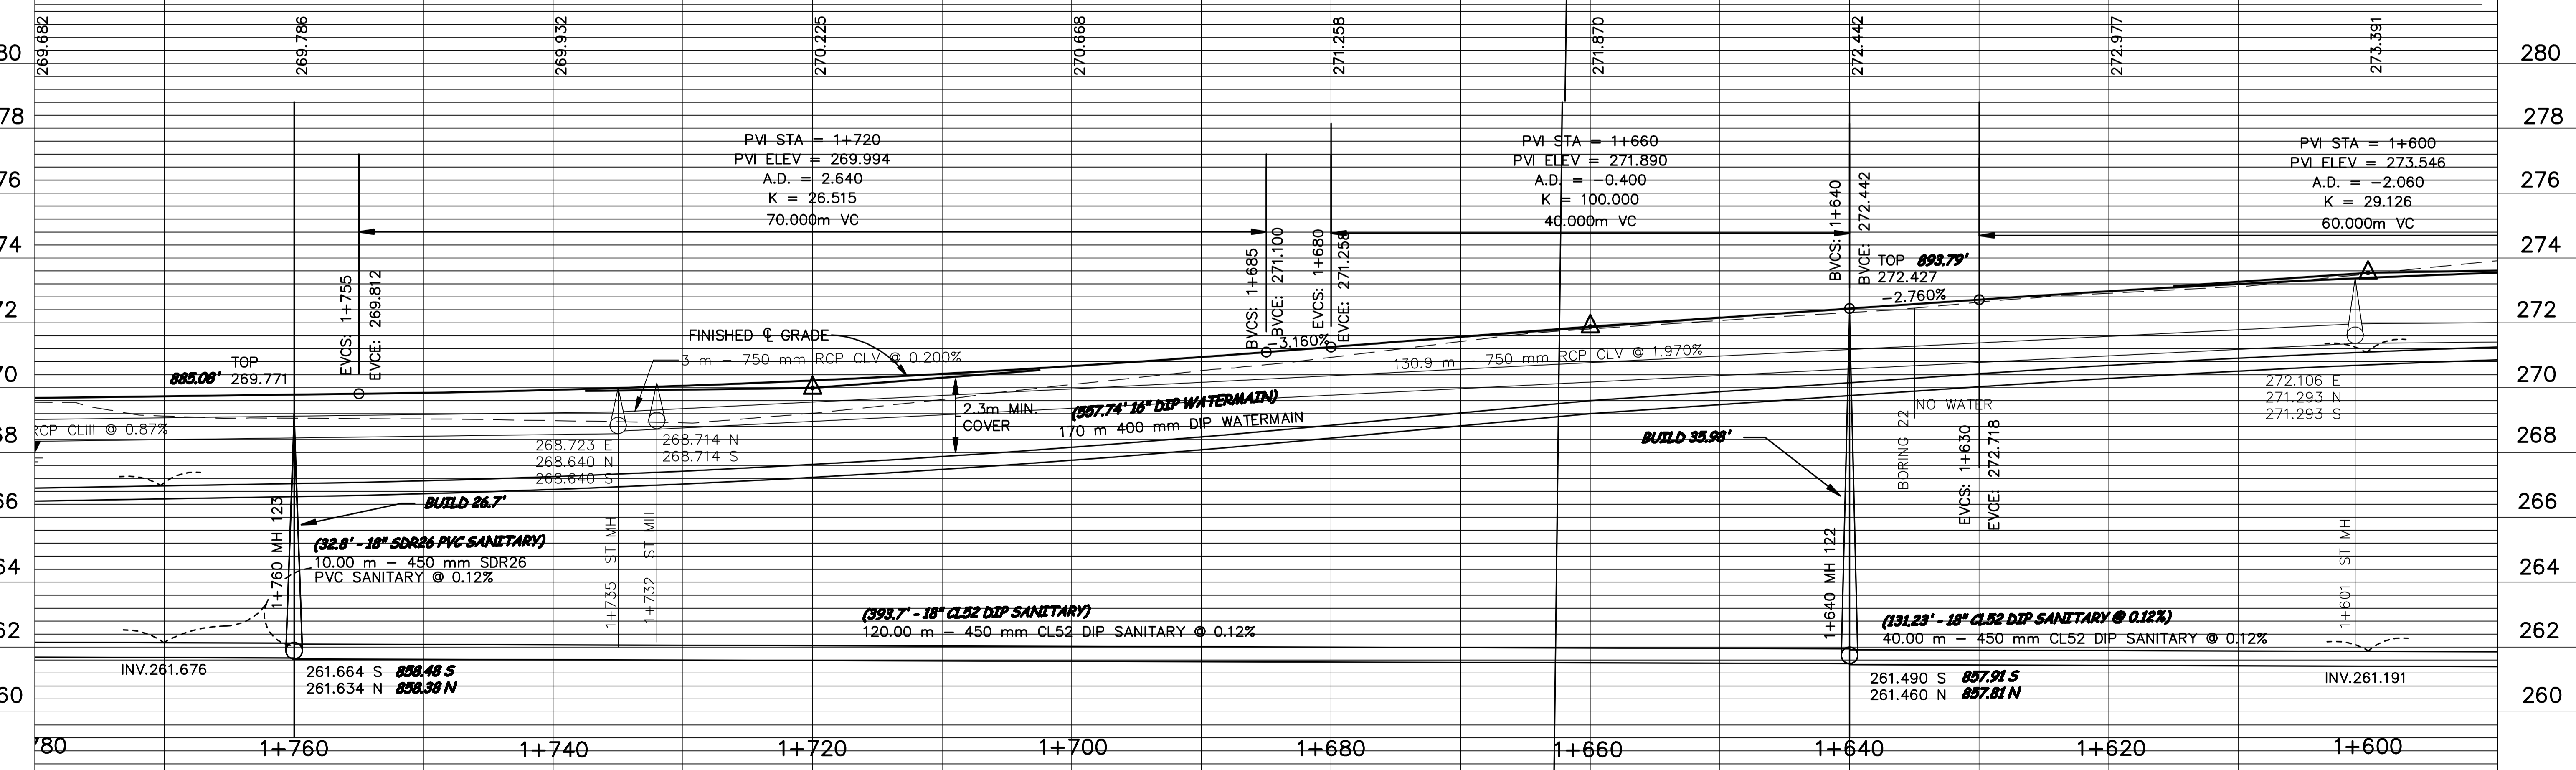 269.682
269.786
269.932
270.225
270.668
271.258
271.870
272.442
272.977
273.391
80
78
76
74
72
70
68
66
64
62
60
280
278
276
274
272
270
268
266
264
262
260
PVI STA = 1+720
PVI ELEV = 269.994
A.D. = 2.640
K = 26.515
70.000m VC
PVI STA = 1+660
PVI ELEV = 271.890
A.D. = -0.400
K = 100.000
40.000m VC
PVI STA = 1+600
PVI ELEV = 273.546
A.D. = -2.060
K = 29.126
60.000m VC
EVCS: 1+755
EVCE: 269.812
BVCS: 1+685
BVCE: 271.100
EVCS: 1+680
EVCE: 271.258
BVCS: 1+640
BVCE: 272.442
TOP 893.79'
272.427
-2.760%
-3.160%
FINISHED ℄ GRADE
3 m - 750 mm RCP CLV @ 0.200%
130.9 m - 750 mm RCP CLV @ 1.970%
TOP
885.08' 269.771
RCP CLIII @ 0.87%
2.3m MIN.
COVER
(557.74' 16" DIP WATERMAIN)
170 m 400 mm DIP WATERMAIN
268.723 E
268.640 N
268.640 S
268.714 N
268.714 S
272.106 E
271.293 N
271.293 S
NO WATER
BORING 22
EVCS: 1+630
EVCE: 272.718
BUILD 35.98'
BUILD 26.7'
1+760 MH 123
(32.8' - 18" SDR26 PVC SANITARY)
10.00 m - 450 mm SDR26
PVC SANITARY @ 0.12%
1+735 ST MH
1+732 ST MH
1+640 MH 122
1+601 ST MH
(393.7' - 18" CL52 DIP SANITARY)
120.00 m - 450 mm CL52 DIP SANITARY @ 0.12%
(131.23' - 18" CL52 DIP SANITARY @ 0.12%)
40.00 m - 450 mm CL52 DIP SANITARY @ 0.12%
INV.261.676
261.664 S 858.48 S
261.634 N 858.38 N
261.490 S 857.91 S
261.460 N 857.81 N
INV.261.191
'80
1+760
1+740
1+720
1+700
1+680
1+660
1+640
1+620
1+600